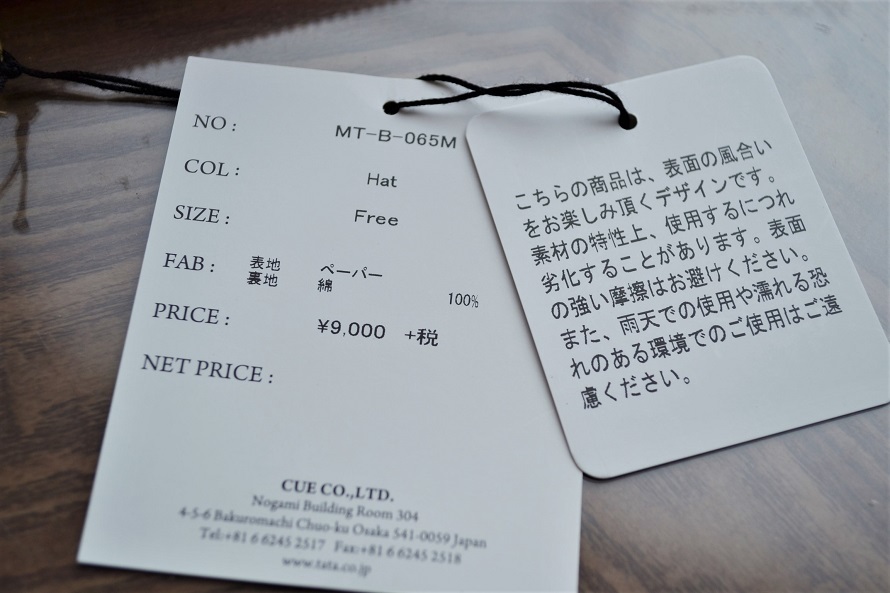 NO : MT-B-065M
COL : Hat
SIZE : Free
FAB : 表地 ペーパー
裏地 綿
100%
PRICE : ¥9,000 +税
NET PRICE :
CUE CO.,LTD.
Nogami Building Room 304
4-5-6 Bakuromachi Chuo-ku Osaka 541-0059 Japan
Tel:+81 6 6245 2517 Fax:+81 6 6245 2518
www.tata.co.jp
こちらの商品は、表面の風合い
をお楽しみ頂くデザインです。
素材の特性上、使用するにつれ
劣化することがあります。表面
の強い摩擦はお避けください。
また、雨天での使用や濡れる恐
れのある環境でのご使用はご遠
慮ください。